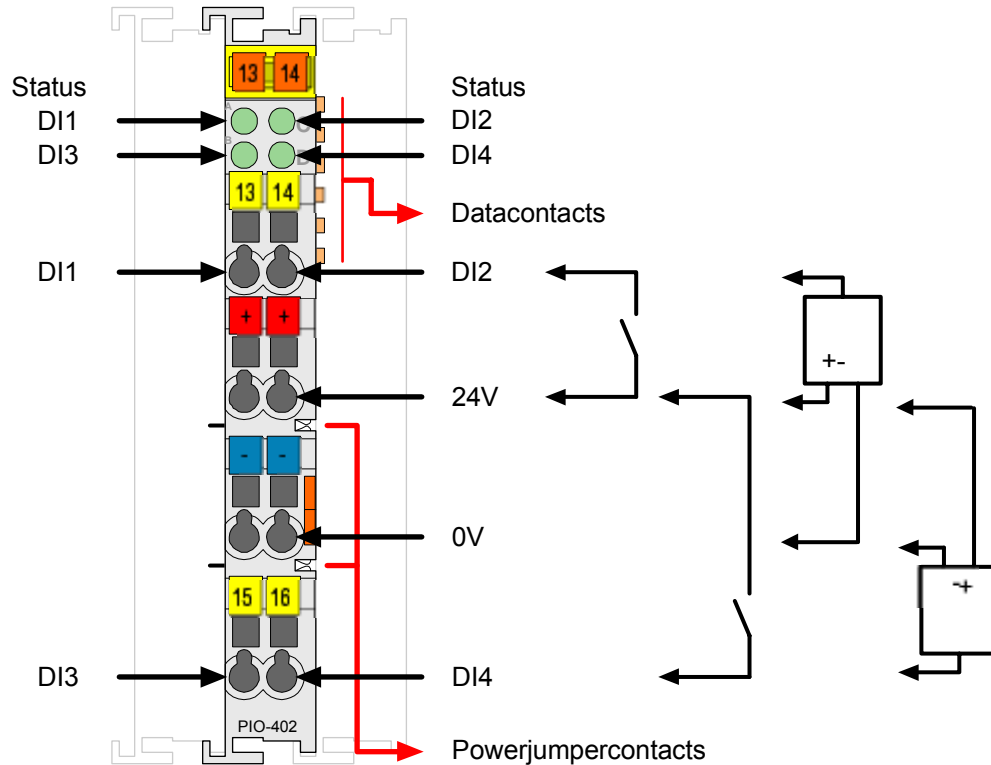 13 14
Status Status
A
DI1 DI2
C
B
DI3 DI4
D
13 14
Datacontacts
DI1 DI2
+ +
+-
24V
- -
0V
-+
15 16
DI3 DI4
PIO-402
Powerjumpercontacts